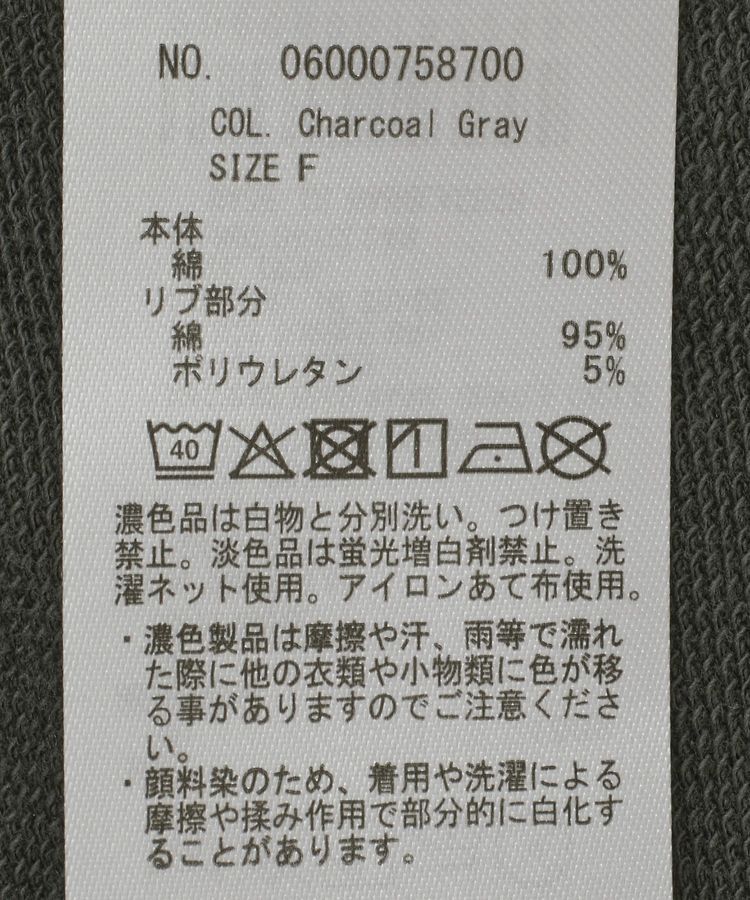 NO. 06000758700
COL. Charcoal Gray
SIZE F
本体
綿 100%
リブ部分
綿 95%
ポリウレタン 5%
40
濃色品は白物と分別洗い。つけ置き
禁止。淡色品は蛍光増白剤禁止。洗
濯ネット使用。アイロンあて布使用。
・濃色製品は摩擦や汗、雨等で濡れ
た際に他の衣類や小物類に色が移
る事がありますのでご注意くださ
い。
・顔料染のため、着用や洗濯による
摩擦や揉み作用で部分的に白化す
ることがあります。